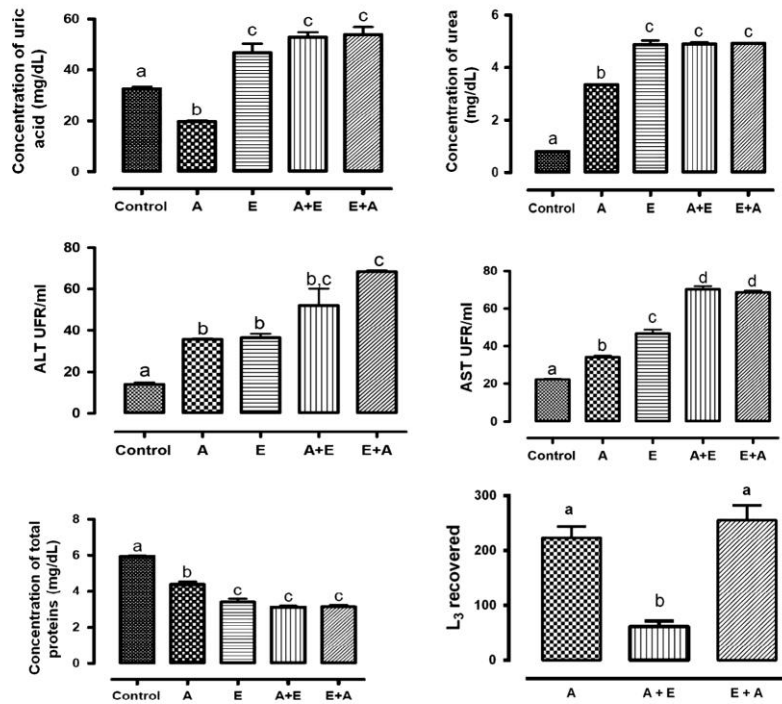 Concentration of uric
acid (mg/dL)
60
40
20
0
a
b
c
c
c
Control A E A+E E+A
Concentration of urea
(mg/dL)
6
4
2
0
a
b
c
c
c
Control A E A+E E+A
ALT UFR/ml
80
60
40
20
0
a
b
b
b,c
c
Control A E A+E E+A
AST UFR/ml
80
60
40
20
0
a
b
c
d
d
Control A E A+E E+A
Concentration of total
proteins (mg/dL)
8
6
4
2
0
a
b
c
c
c
Control A E A+E E+A
L3 recovered
300
200
100
0
a
b
a
A A + E E + A